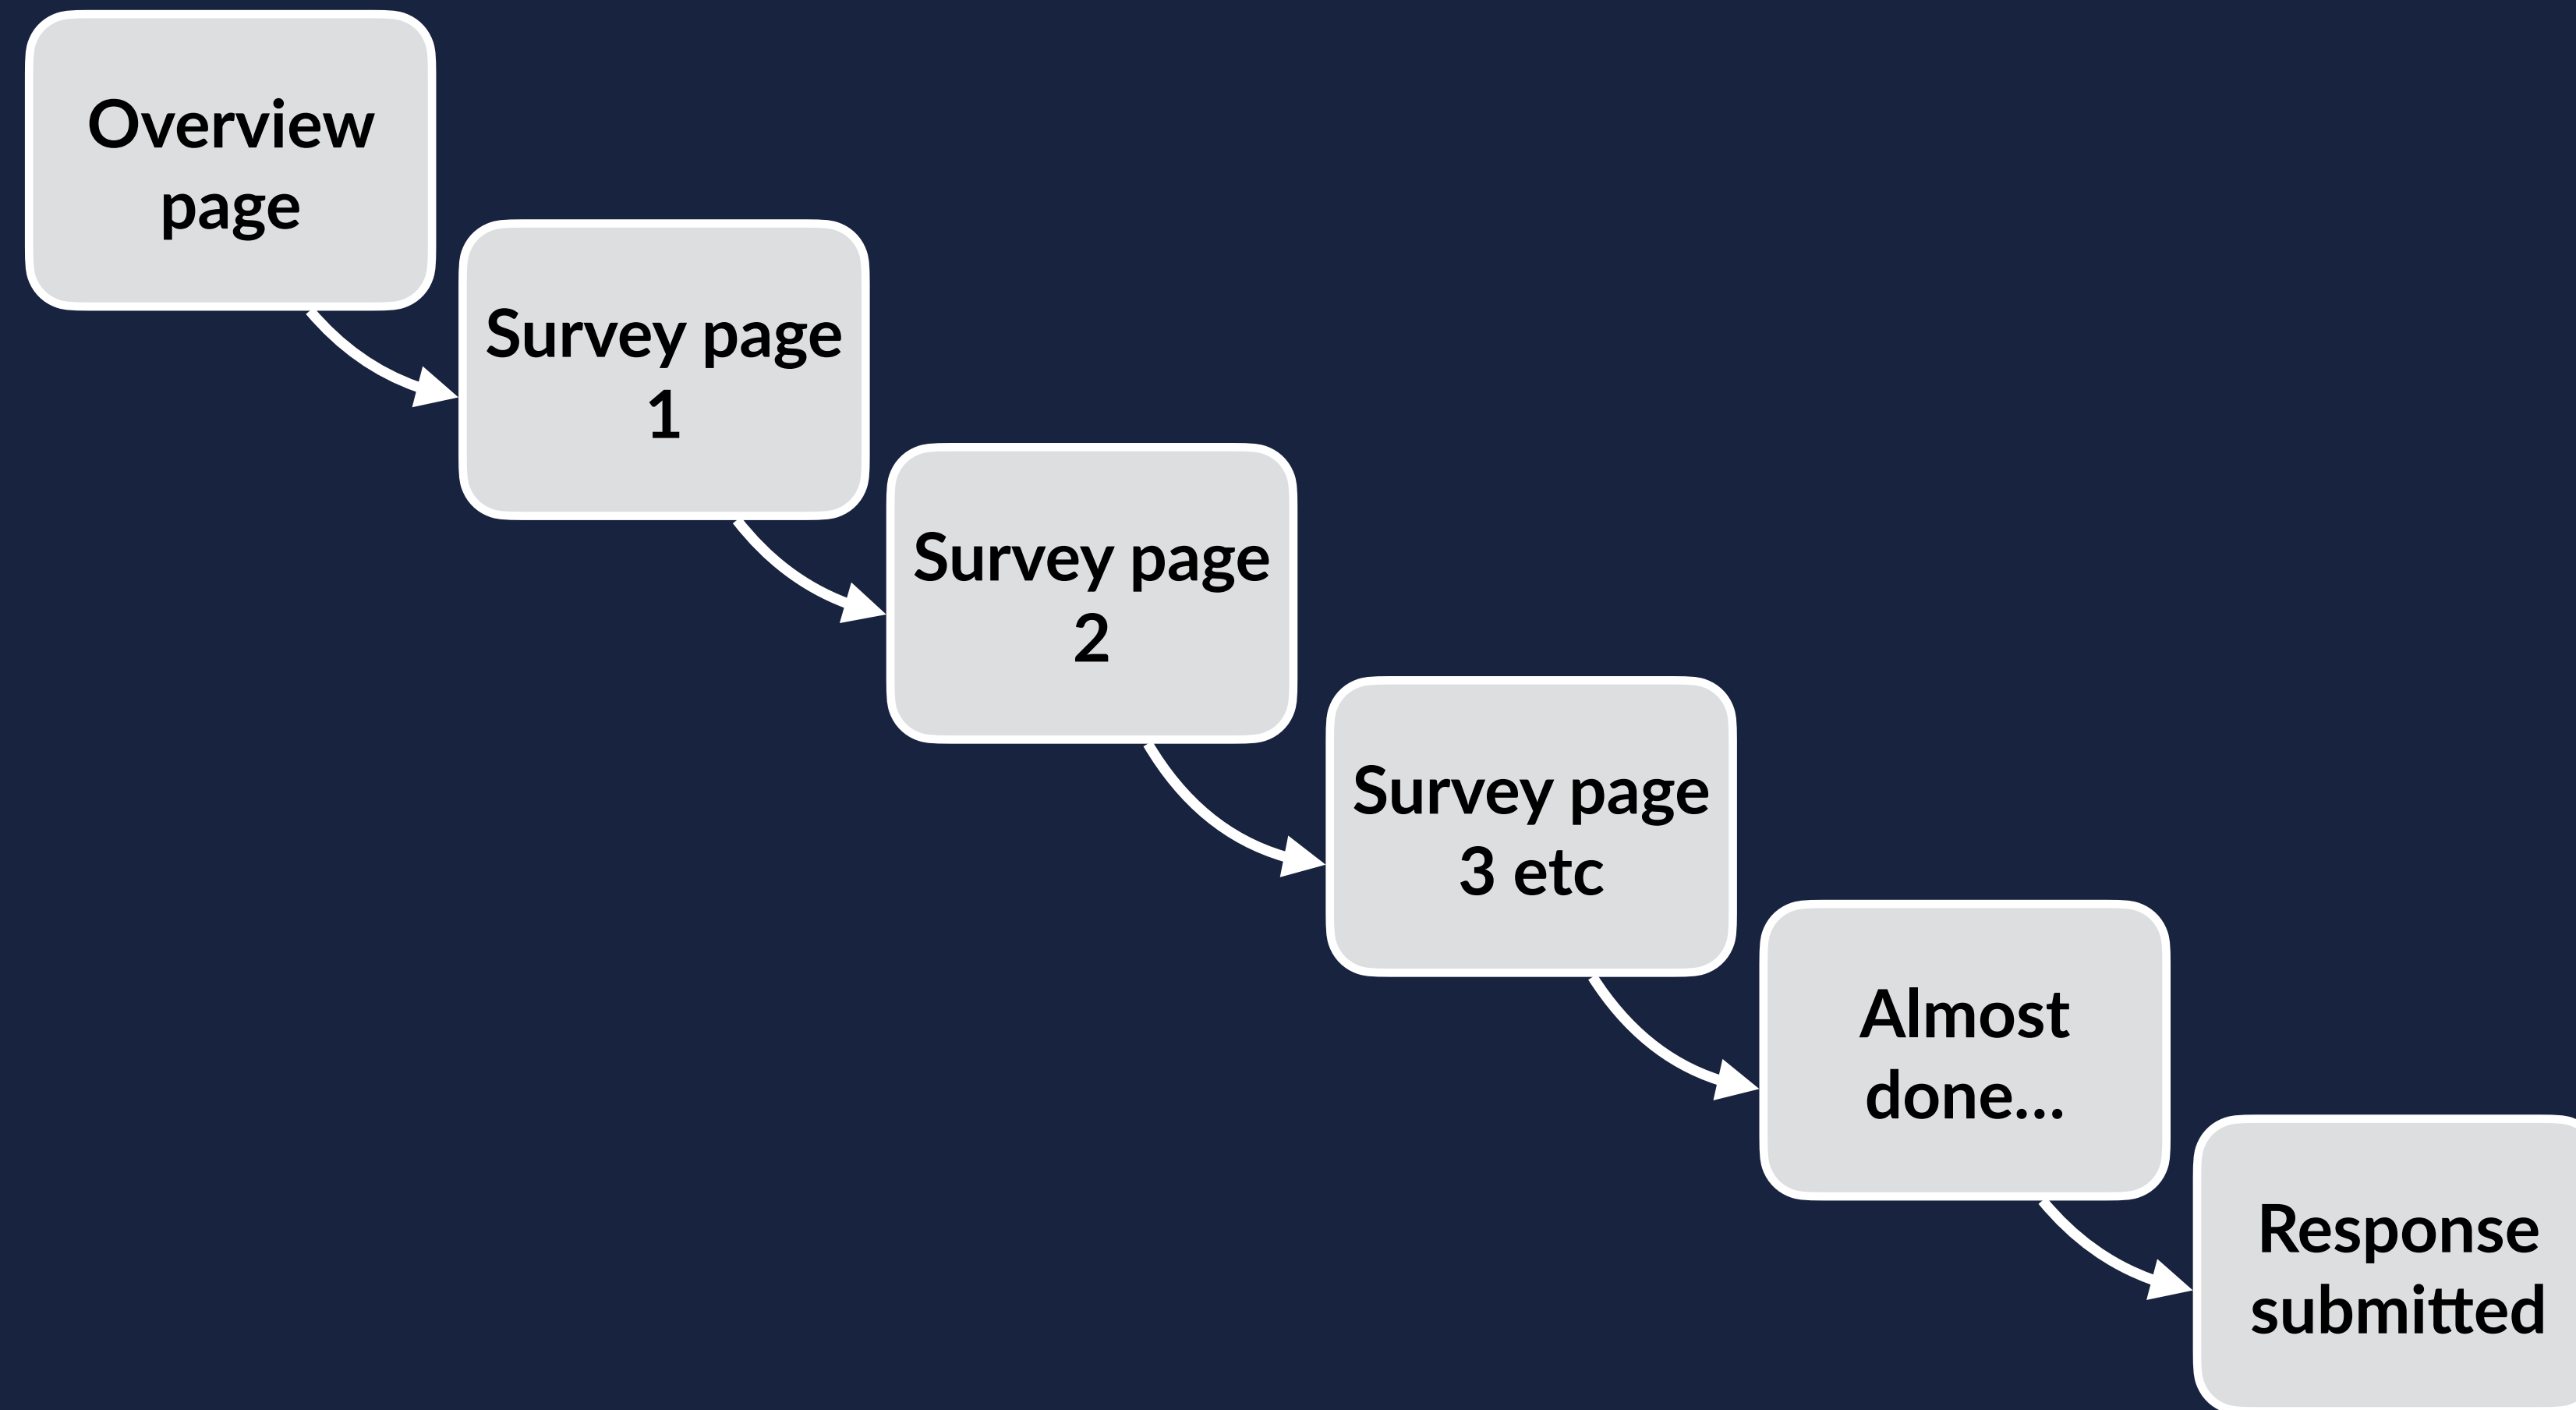 Overview
page
Survey page
1
Survey page
2
Survey page
3 etc
Almost
done...
Response
submitted